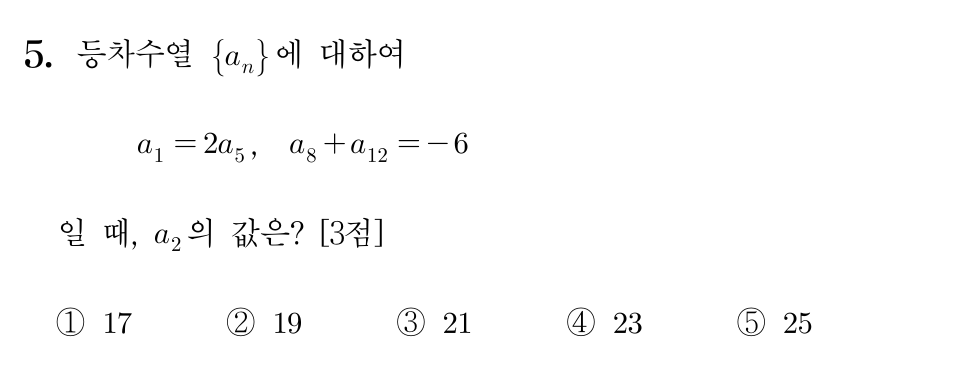 5. 등차수열 {aₙ}에 대하여
a₁ = 2a₅, a₈ + a₁₂ = −6
일 때, a₂의 값은? [3점]
① 17 ② 19 ③ 21 ④ 23 ⑤ 25